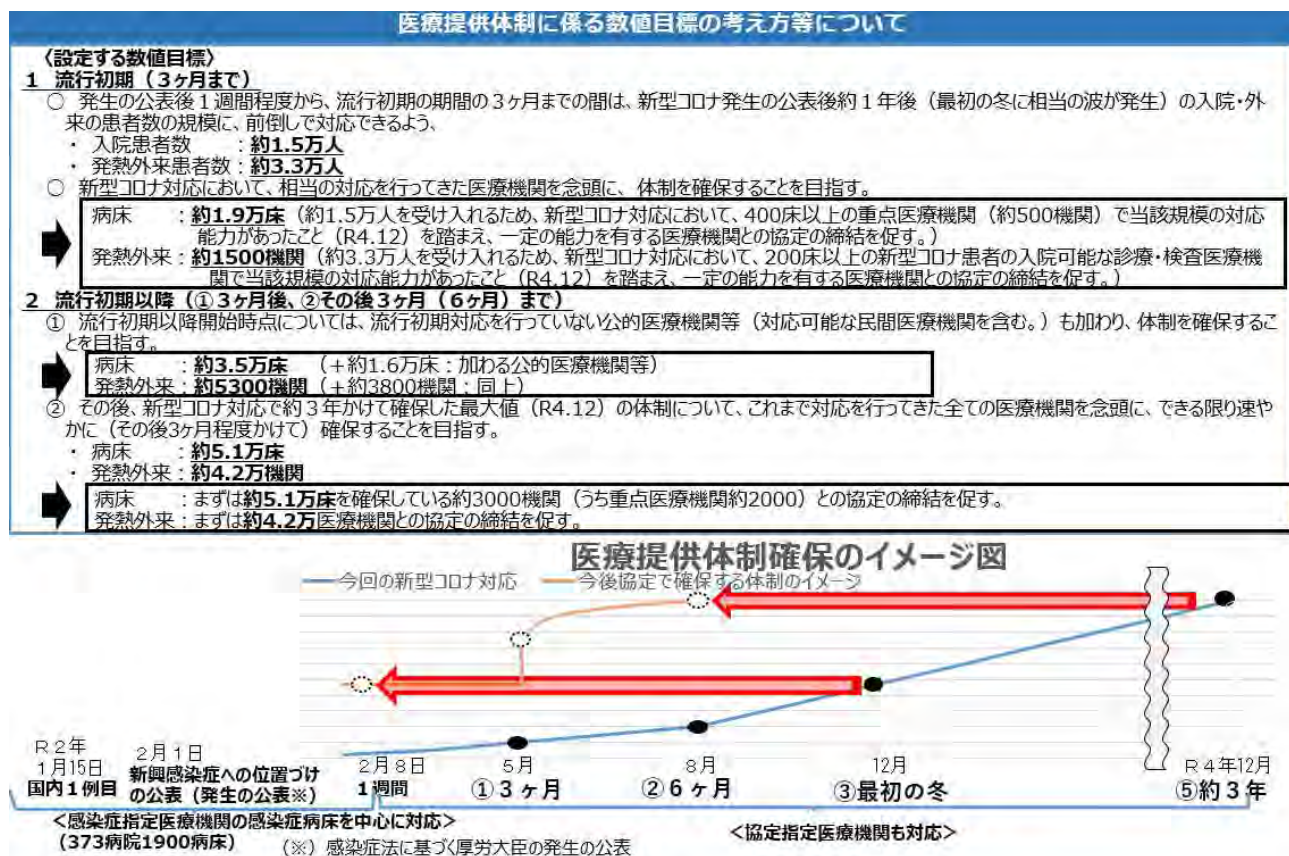 医療提供体制に係る数値目標の考え方等について
〈設定する数値目標〉
1 流行初期（３ヶ月まで）
○ 発生の公表後１週間程度から、流行初期の期間の３ヶ月までの間は、新型コロナ発生の公表後約１年後（最初の冬に相当の波が発生）の入院・外
来の患者数の規模に、前倒しで対応できるよう、
・ 入院患者数 ：約1.5万人
・ 発熱外来患者数：約3.3万人
○ 新型コロナ対応において、相当の対応を行ってきた医療機関を念頭に、体制を確保することを目指す。
病床 ：約1.9万床（約1.5万人を受け入れるため、新型コロナ対応において、400床以上の重点医療機関（約500機関）で当該規模の対応
能力があったこと（R4.12）を踏まえ、一定の能力を有する医療機関との協定の締結を促す。）
発熱外来：約1500機関（約3.3万人を受け入れるため、新型コロナ対応において、200床以上の新型コロナ患者の入院可能な診療・検査医療機
関で当該規模の対応能力があったこと（R4.12）を踏まえ、一定の能力を有する医療機関との協定の締結を促す。）
2 流行初期以降（①３ヶ月後、②その後３ヶ月（６ヶ月）まで）
① 流行初期以降開始時点については、流行初期対応を行っていない公的医療機関等（対応可能な民間医療機関を含む。）も加わり、体制を確保するこ
とを目指す。
病床 ：約3.5万床 （＋約1.6万床：加わる公的医療機関等）
発熱外来：約5300機関（＋約3800機関：同上）
② その後、新型コロナ対応で約３年かけて確保した最大値（R4.12）の体制について、これまで対応を行ってきた全ての医療機関を念頭に、できる限り速や
かに（その後3ヶ月程度かけて）確保することを目指す。
・ 病床 ：約5.1万床
・ 発熱外来：約4.2万機関
病床 ：まずは約5.1万床を確保している約3000機関（うち重点医療機関約2000）との協定の締結を促す。
発熱外来：まずは約4.2万医療機関との協定の締結を促す。
医療提供体制確保のイメージ図
今回の新型コロナ対応 今後協定で確保する体制のイメージ
Ｒ２年
１月15日
国内１例目
２月１日
新興感染症への位置づけ
の公表（発生の公表※）
２月８日
１週間
５月
①３ヶ月
８月
②６ヶ月
12月
③最初の冬
Ｒ４年12月
⑤約３年
＜感染症指定医療機関の感染症病床を中心に対応＞
（373病院1900病床）
（※）感染症法に基づく厚労大臣の発生の公表
＜協定指定医療機関も対応＞